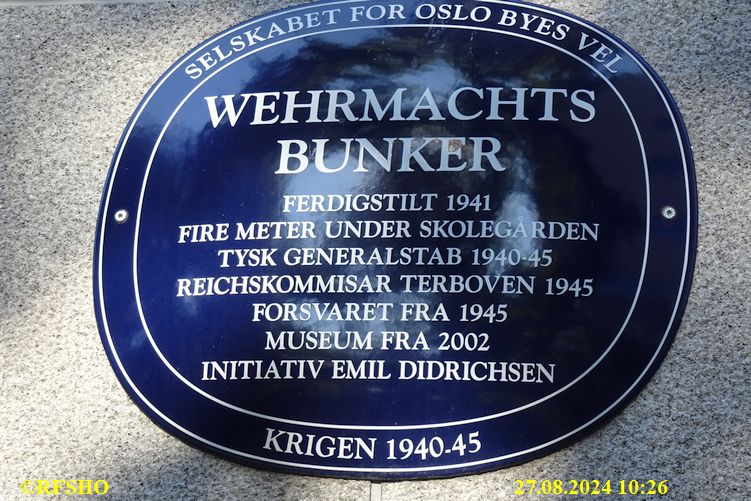 SELSKABET FOR OSLO BYES VEL
WEHRMACHTS
BUNKER
FERDIGSTILT 1941
FIRE METER UNDER SKOLEGÅRDEN
TYSK GENERALSTAB 1940-45
REICHSKOMMISAR TERBOVEN 1945
FORSVARET FRA 1945
MUSEUM FRA 2002
INITIATIV EMIL DIDRICHSEN
KRIGEN 1940-45
CRFSHO 27.08.2024 10:26